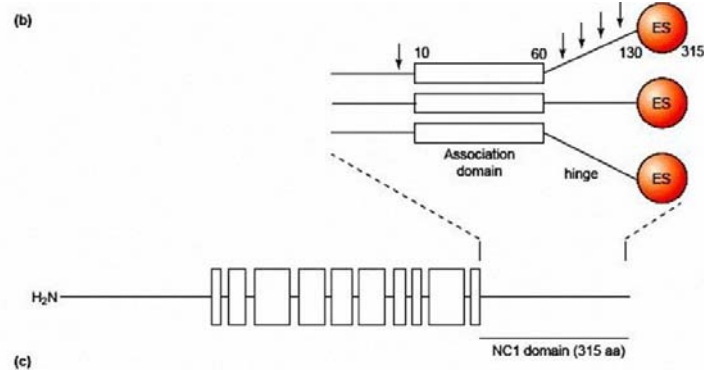 (b)
ES
10
60
130
315
ES
Association
domain
hinge
ES
H₂N
NC1 domain (315 aa)
(c)